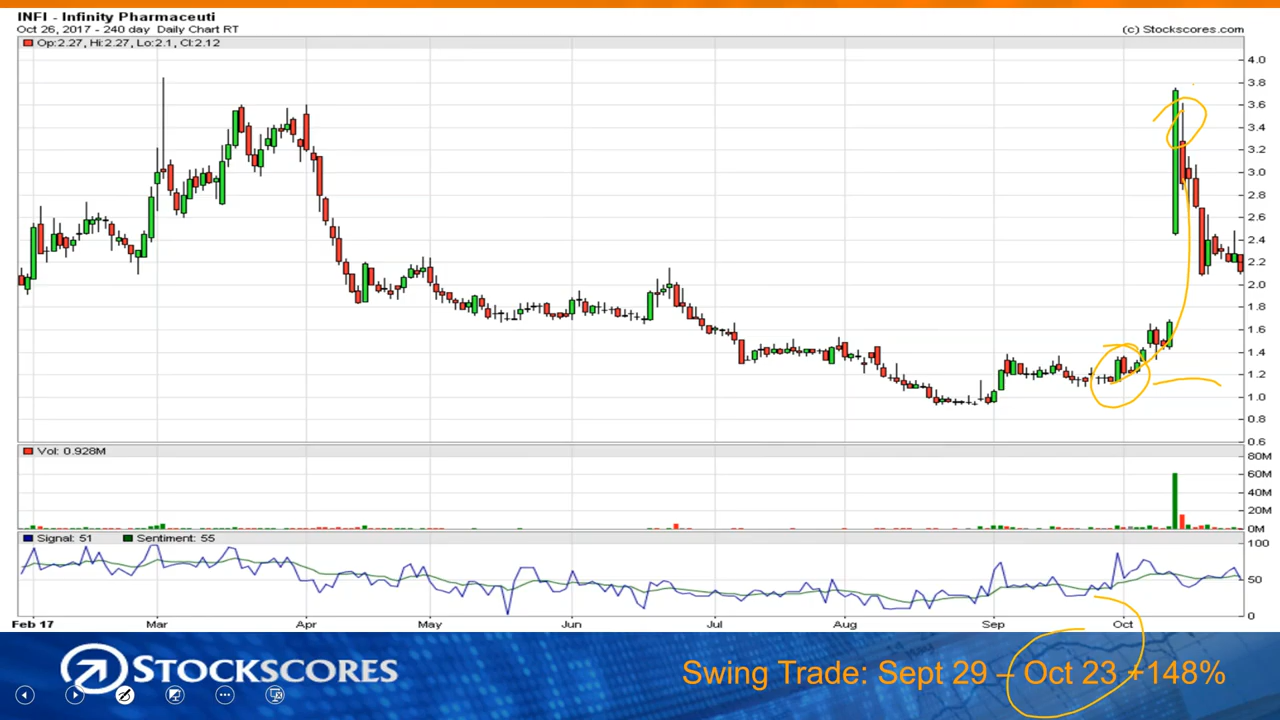 INFI - Infinity Pharmaceuti
Oct 26, 2017 - 240 day Daily Chart RT
(c) Stockscores.com
Op:2.27, Hi:2.27, Lo:2.1, Cl:2.12
4.0
3.8
3.6
3.4
3.2
3.0
2.8
2.6
2.4
2.2
2.0
1.8
1.6
1.4
1.2
1.0
0.8
0.6
Vol: 0.928M
80M
60M
40M
20M
0M
Signal: 51 Sentiment: 55
100
50
0
Feb 17 Mar Apr May Jun Jul Aug Sep Oct
STOCKSCORES
Swing Trade: Sept 29 – Oct 23 +148%